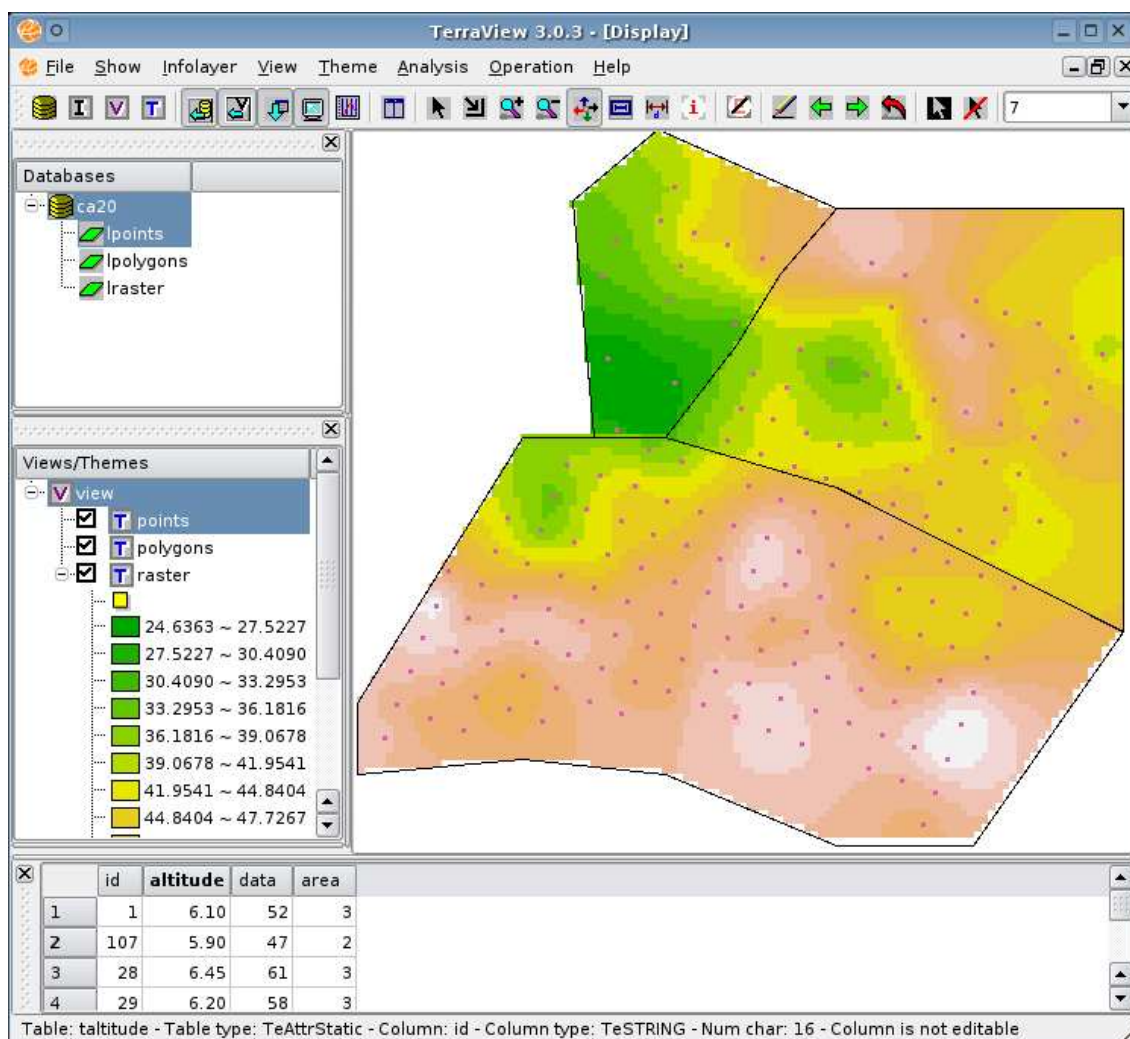 TerraView 3.0.3 - [Display]
File Show Infolayer View Theme Analysis Operation Help
I V T i 7
Databases
ca20
lpoints
lpolygons
lraster
Views/Themes
V view
T points
T polygons
T raster
24.6363 ~ 27.5227
27.5227 ~ 30.4090
30.4090 ~ 33.2953
33.2953 ~ 36.1816
36.1816 ~ 39.0678
39.0678 ~ 41.9541
41.9541 ~ 44.8404
44.8404 ~ 47.7267
id altitude data area
1 1 6.10 52 3
2 107 5.90 47 2
3 28 6.45 61 3
4 29 6.20 58 3
Table: taltitude - Table type: TeAttrStatic - Column: id - Column type: TeSTRING - Num char: 16 - Column is not editable